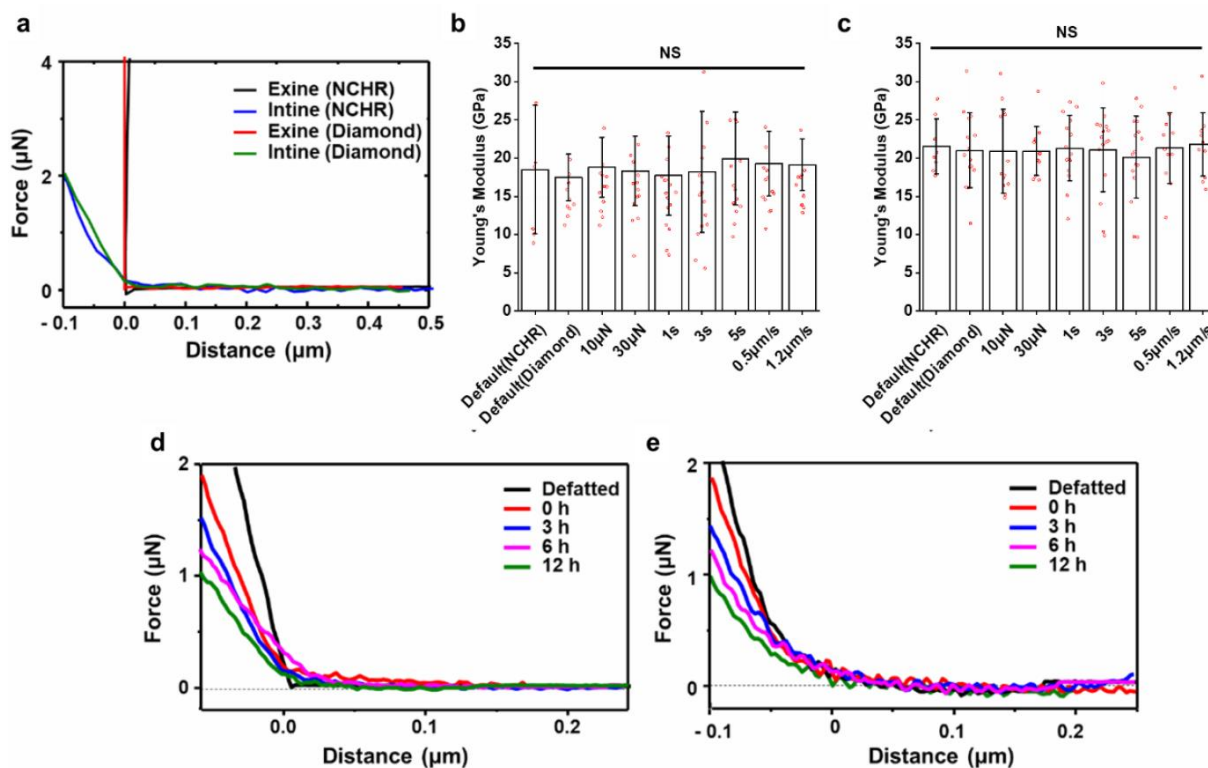 a
4
2
0
Force (µN)
Exine (NCHR)
Intine (NCHR)
Exine (Diamond)
Intine (Diamond)
- 0.1 0.0 0.1 0.2 0.3 0.4 0.5
Distance (µm)
b
NS
35
30
25
20
15
10
5
0
Young's Modulus (GPa)
Default(NCHR)
Default(Diamond)
10µN
30µN
1s
3s
5s
0.5µm/s
1.2µm/s
c
NS
35
30
25
20
15
10
5
0
Young's Modulus (GPa)
Default(NCHR)
Default(Diamond)
10µN
30µN
1s
3s
5s
0.5µm/s
1.2µm/s
d
2
1
0
Force (µN)
Defatted
0 h
3 h
6 h
12 h
0.0 0.1 0.2
Distance (µm)
e
2
1
0
Force (µN)
Defatted
0 h
3 h
6 h
12 h
- 0.1 0 0.1 0.2
Distance (µm)